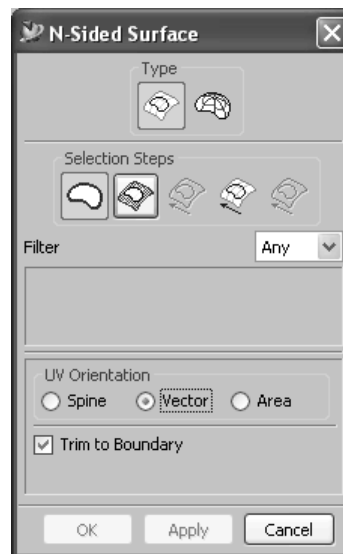 N-Sided Surface
Type
Selection Steps
Filter Any
UV Orientation
Spine Vector Area
Trim to Boundary
OK Apply Cancel